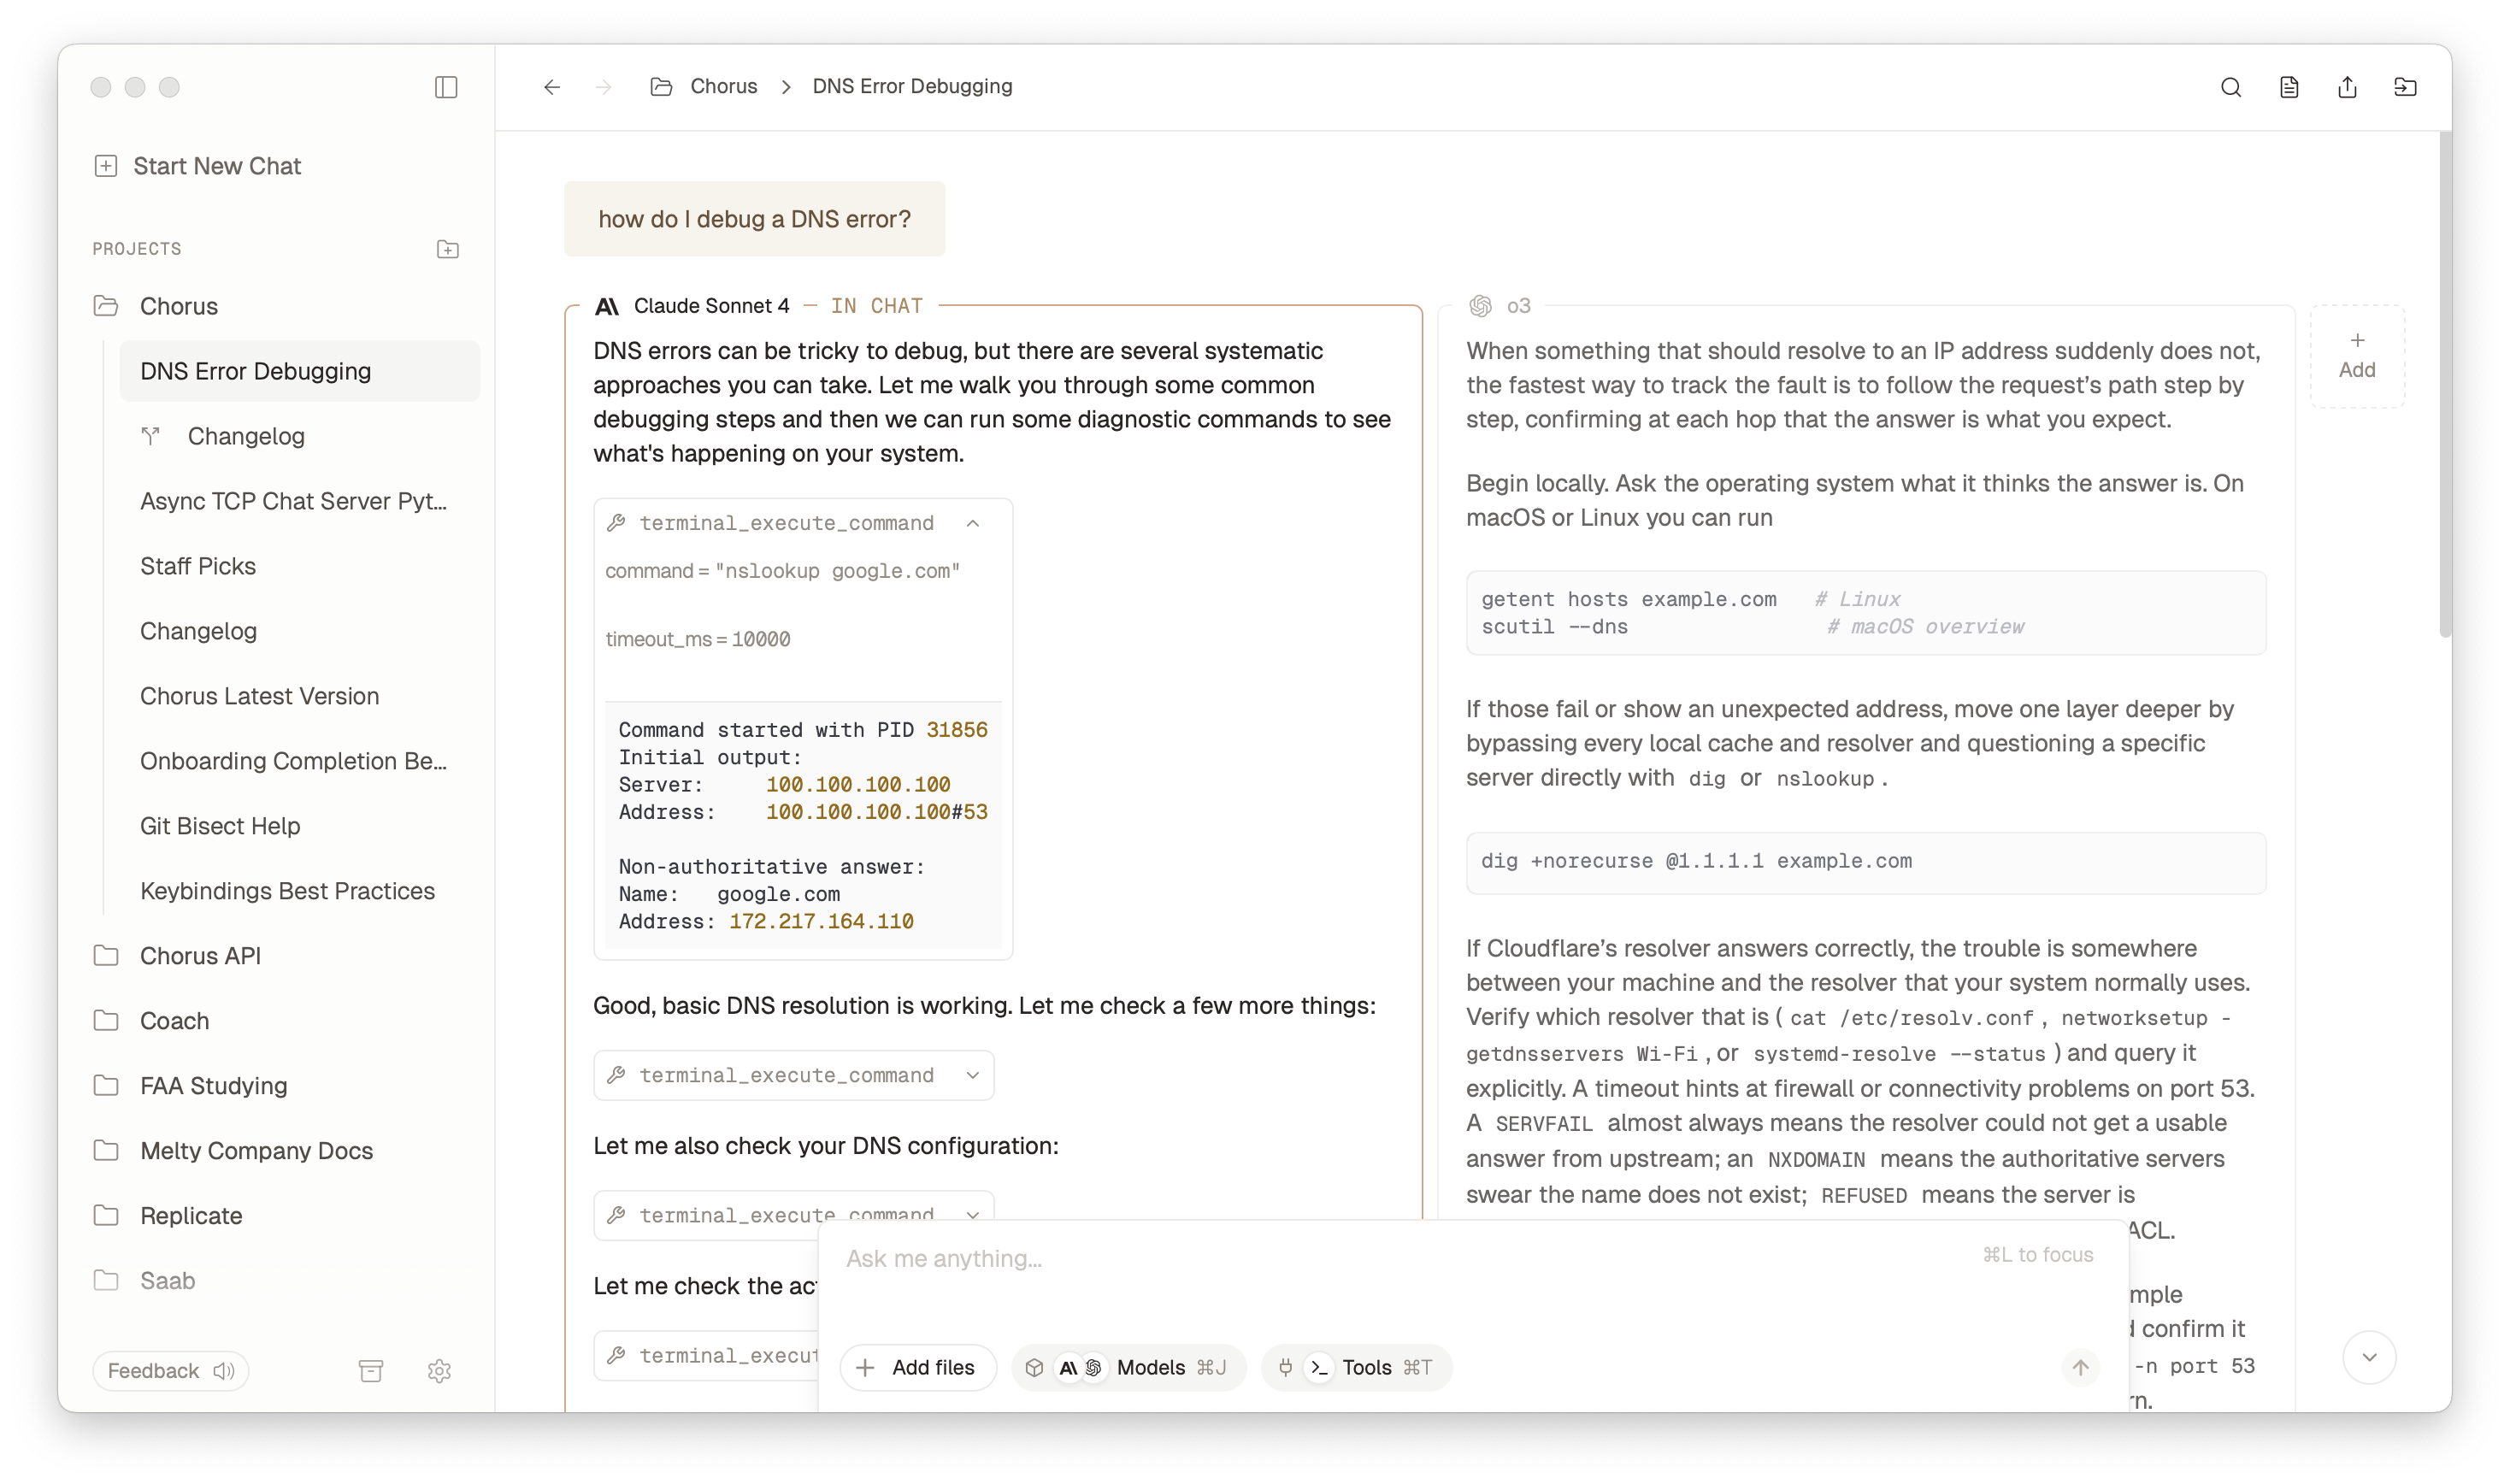 Chorus > DNS Error Debugging
Start New Chat
PROJECTS
Chorus
DNS Error Debugging
Changelog
Async TCP Chat Server Pyt...
Staff Picks
Changelog
Chorus Latest Version
Onboarding Completion Be...
Git Bisect Help
Keybindings Best Practices
Chorus API
Coach
FAA Studying
Melty Company Docs
Replicate
Saab
Feedback
how do I debug a DNS error?
Claude Sonnet 4 — IN CHAT
DNS errors can be tricky to debug, but there are several systematic
approaches you can take. Let me walk you through some common
debugging steps and then we can run some diagnostic commands to see
what's happening on your system.
terminal_execute_command
command = "nslookup google.com"
timeout_ms = 10000
Command started with PID 31856
Initial output:
Server: 100.100.100.100
Address: 100.100.100.100#53
Non-authoritative answer:
Name: google.com
Address: 172.217.164.110
Good, basic DNS resolution is working. Let me check a few more things:
terminal_execute_command
Let me also check your DNS configuration:
terminal_execute_command
Let me check the ac
terminal_execut
o3
When something that should resolve to an IP address suddenly does not,
the fastest way to track the fault is to follow the request’s path step by
step, confirming at each hop that the answer is what you expect.
Begin locally. Ask the operating system what it thinks the answer is. On
macOS or Linux you can run
getent hosts example.com # Linux
scutil --dns # macOS overview
If those fail or show an unexpected address, move one layer deeper by
bypassing every local cache and resolver and questioning a specific
server directly with dig or nslookup .
dig +norecurse @1.1.1.1 example.com
If Cloudflare’s resolver answers correctly, the trouble is somewhere
between your machine and the resolver that your system normally uses.
Verify which resolver that is ( cat /etc/resolv.conf , networksetup -
getdnsservers Wi-Fi , or systemd-resolve --status ) and query it
explicitly. A timeout hints at firewall or connectivity problems on port 53.
A SERVFAIL almost always means the resolver could not get a usable
answer from upstream; an NXDOMAIN means the authoritative servers
swear the name does not exist; REFUSED means the server is
ACL.
mple
confirm it
-n port 53
rn.
+
Add
Ask me anything...
⌘L to focus
Add files
Models ⌘J
Tools ⌘T